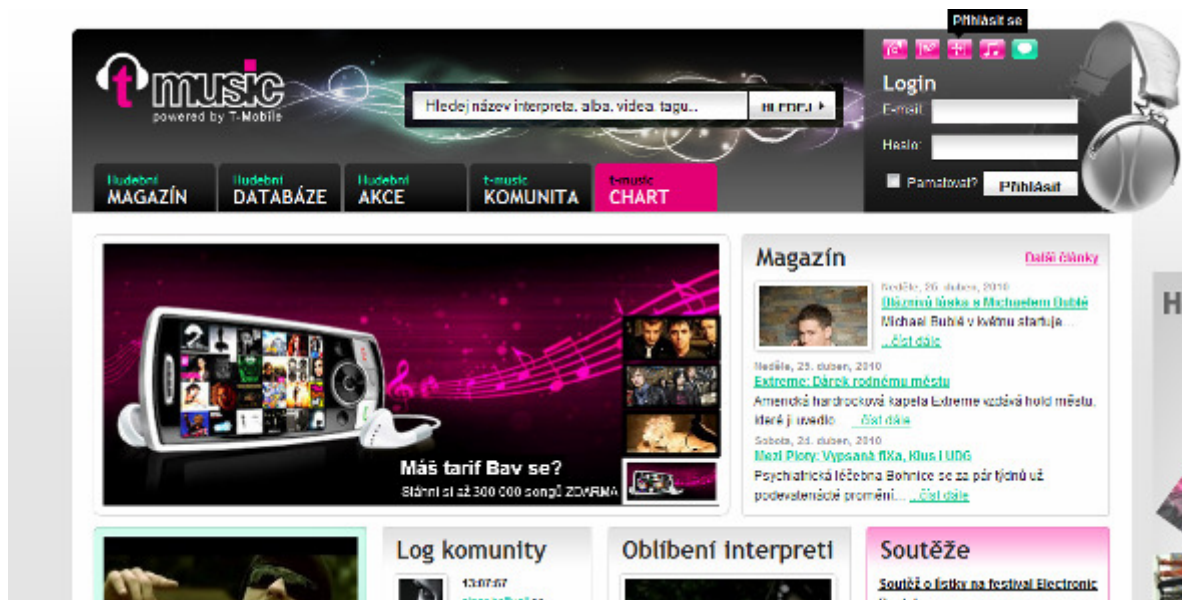 Přihlásit se
t music
powered by T-Mobile
Hledej název interpreta, alba, videa, tagu...
HLEDEJ
Login
E-mail:
Heslo:
Pamatovat?
Přihlásit
Hudební
MAGAZÍN
Hudební
DATABÁZE
Hudební
AKCE
t-music
KOMUNITA
t-music
CHART
Máš tarif Bav se?
Stáhni si až 300 000 songů ZDARMA
Magazín
Další články
Neděle, 25. duben, 2010
Bláznivá láska s Michaelem Bublé
Michael Bublé v květnu startuje...
...číst dále
Neděle, 25. duben, 2010
Extreme: Dárek rodnému městu
Americká hardrocková kapela Extreme vzdává hold městu,
které ji uvedlo... ...číst dále
Sobota, 24. duben, 2010
Mezi Ploty: Vypsaná fiXa, Klus i UDG
Psychiatrická léčebna Bohnice se za pár týdnů už
podevatenácté promění... ...číst dále
H
Log komunity
13:07:57
Oblíbení interpreti
Soutěže
Soutěž o lístky na festival Electronic